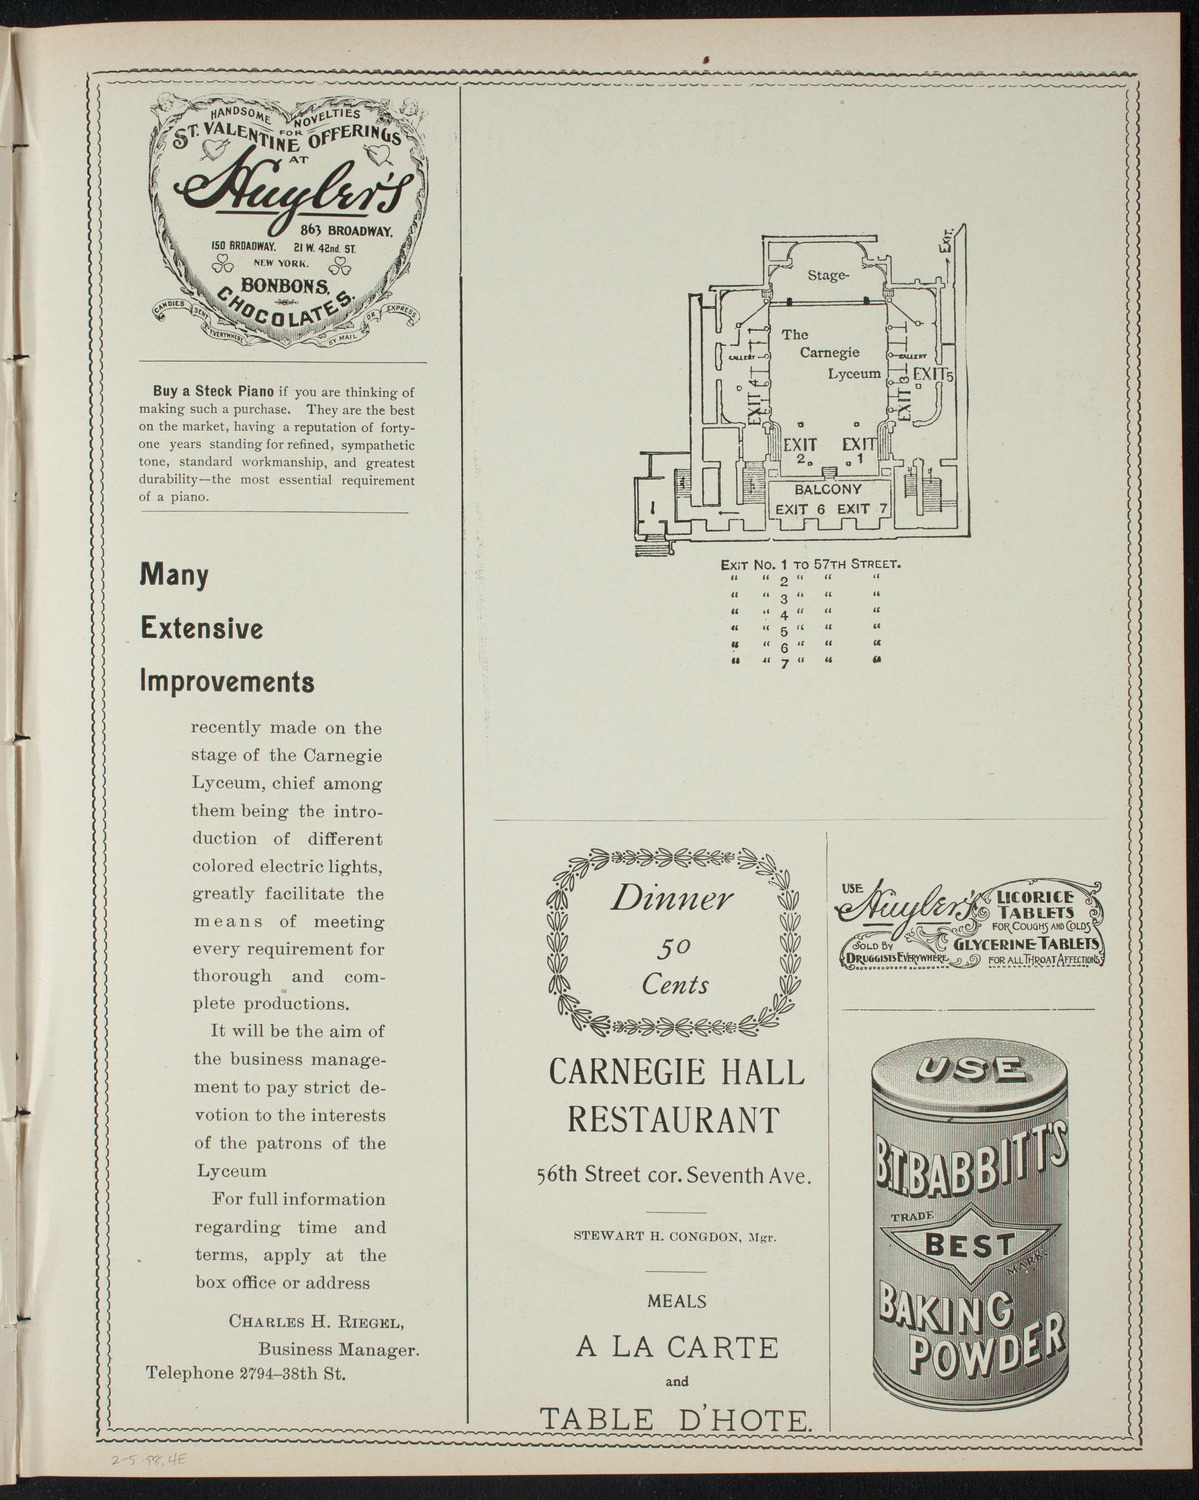 HANDSOME NOVELTIES
FOR
ST. VALENTINE OFFERINGS
AT
Huyler's
863 BROADWAY.
150 BROADWAY. 21 W. 42nd. ST.
NEW YORK.
BONBONS,
CHOCOLATES.
CANDIES SENT EVERYWHERE BY MAIL OR EXPRESS
Buy a Steck Piano if you are thinking of
making such a purchase. They are the best
on the market, having a reputation of forty-
one years standing for refined, sympathetic
tone, standard workmanship, and greatest
durability—the most essential requirement
of a piano.
Many
Extensive
Improvements
recently made on the
stage of the Carnegie
Lyceum, chief among
them being the intro-
duction of different
colored electric lights,
greatly facilitate the
means of meeting
every requirement for
thorough and com-
plete productions.
It will be the aim of
the business manage-
ment to pay strict de-
votion to the interests
of the patrons of the
Lyceum
For full information
regarding time and
terms, apply at the
box office or address
CHARLES H. RIEGEL,
Business Manager.
Telephone 2794-38th St.
EXIT.
Stage-
The
Carnegie
Lyceum
GALLERY
GALLERY
EXIT 4
EXIT 3
EXIT 5
EXIT 2
EXIT 1
BALCONY
EXIT 6 EXIT 7
EXIT NO. 1 TO 57TH STREET.
“ “ 2 “ “ “
“ “ 3 “ “ “
“ “ 4 “ “ “
“ “ 5 “ “ “
“ “ 6 “ “ “
“ “ 7 “ “ “
Dinner
50
Cents
CARNEGIE HALL
RESTAURANT
56th Street cor. Seventh Ave.
STEWART H. CONGDON, Mgr.
MEALS
A LA CARTE
and
TABLE D'HOTE.
USE
Huyler's
LICORICE
TABLETS
FOR COUGHS AND COLDS
SOLD BY
DRUGGISTS EVERYWHERE
GLYCERINE TABLETS
FOR ALL THROAT AFFECTIONS
USE
B.T. BABBITT'S
TRADE
BEST
MARK.
BAKING
POWDER
2-5-98, 4E